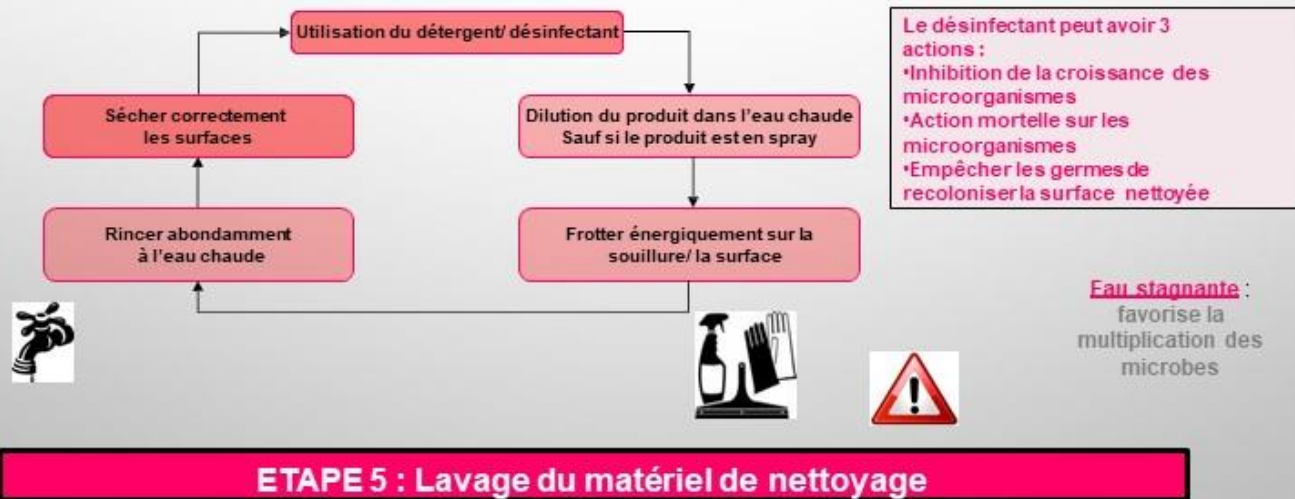 Utilisation du détergent/ désinfectant
Dilution du produit dans l'eau chaude
Sauf si le produit est en spray
Frotter énergiquement sur la
souillure/ la surface
Rincer abondamment
à l'eau chaude
Sécher correctement
les surfaces
Le désinfectant peut avoir 3
actions :
•Inhibition de la croissance des
microorganismes
•Action mortelle sur les
microorganismes
•Empêcher les germes de
recoloniser la surface nettoyée
Eau stagnante :
favorise la
multiplication des
microbes
ETAPE 5 : Lavage du matériel de nettoyage